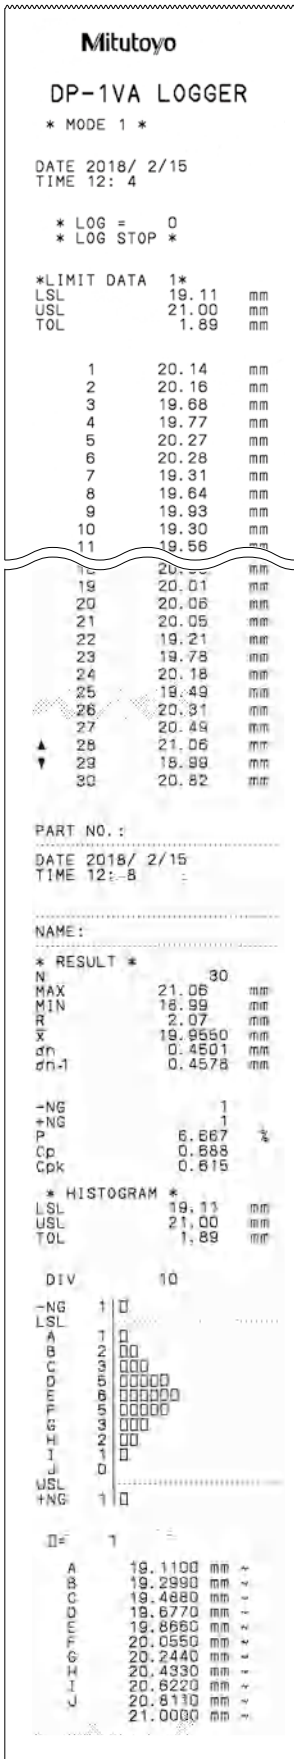 Mitutoyo
DP-1VA LOGGER
* MODE 1 *
DATE 2018/ 2/15
TIME 12: 4
* LOG = 0
* LOG STOP *
*LIMIT DATA 1*
LSL 19.11 mm
USL 21.00 mm
TOL 1.89 mm
1 20.14 mm
2 20.16 mm
3 19.68 mm
4 19.77 mm
5 20.27 mm
6 20.28 mm
7 19.31 mm
8 19.64 mm
9 19.93 mm
10 19.30 mm
11 19.56 mm
mm
19 20.01 mm
20 20.06 mm
21 20.05 mm
22 19.21 mm
23 19.78 mm
24 20.18 mm
25 19.49 mm
26 20.31 mm
27 20.49 mm
▲ 28 21.06 mm
▼ 29 18.99 mm
30 20.82 mm
PART NO.:
DATE 2018/ 2/15
TIME 12: 8
NAME:
* RESULT *
N 30
MAX 21.06 mm
MIN 18.99 mm
R 2.07 mm
x̅ 19.9550 mm
σn 0.4501 mm
σn-1 0.4578 mm
-NG 1
+NG 1
P 6.667 %
Cp 0.688
Cpk 0.615
* HISTOGRAM *
LSL 19.11 mm
USL 21.00 mm
TOL 1.89 mm
DIV 10
-NG 1
LSL
A 1
B 2
C 3
D 5
E 6
F 5
G 3
H 2
I 1
J 0
USL
+NG 1
▯= 1
A 19.1100 mm ~
B 19.2990 mm ~
C 19.4880 mm ~
D 19.6770 mm ~
E 19.8660 mm ~
F 20.0550 mm ~
G 20.2440 mm ~
H 20.4330 mm ~
I 20.6220 mm ~
J 20.8110 mm ~
21.0000 mm ~